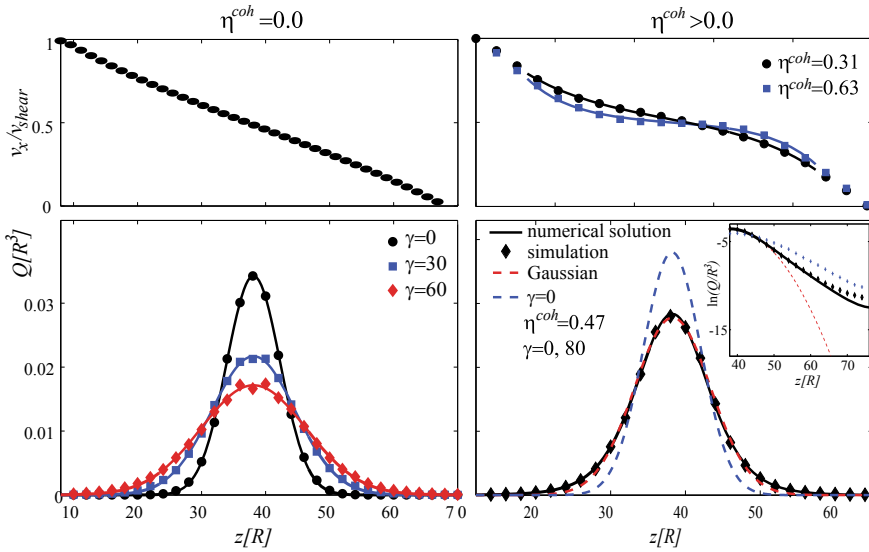 η^coh =0.0
η^coh >0.0
v_x/v_shear
1
0.5
0
η^coh=0.31
η^coh=0.63
Q[R^3]
0.03
0.02
0.01
0
γ=0
γ=30
γ=60
10 20 30 40 50 60 7 0
z[R]
numerical solution
simulation
Gaussian
γ=0
η^coh=0.47
γ=0, 80
ln(Q/R^3)
-5
-15
40 50 60 70
z[R]
30 40 50 60
z[R]